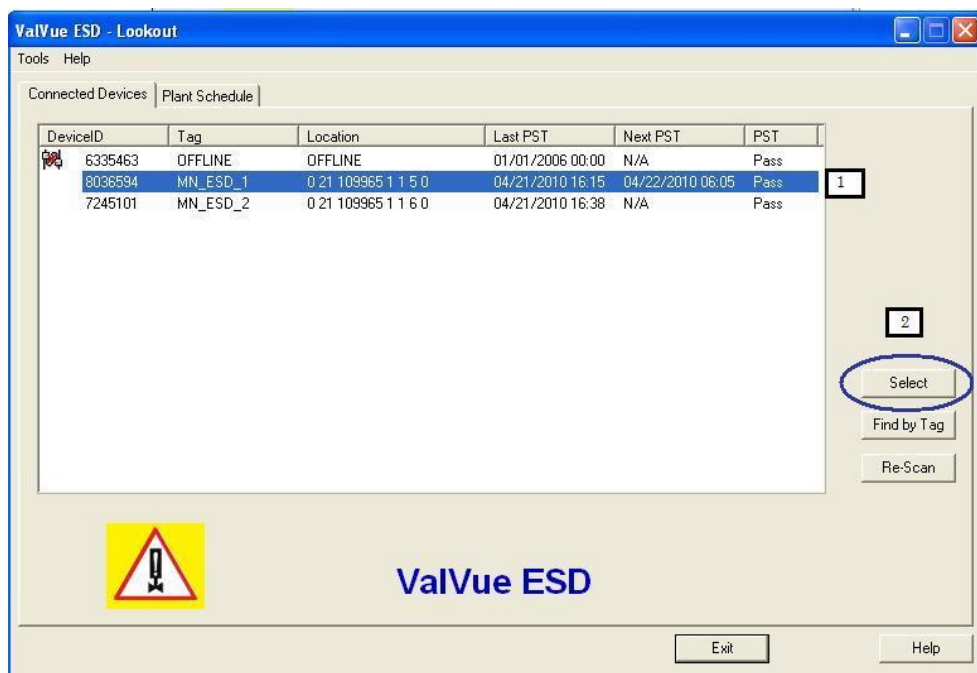 ValVue ESD - Lookout
Tools Help
Connected Devices Plant Schedule
DeviceID Tag Location Last PST Next PST PST
6335463 OFFLINE OFFLINE 01/01/2006 00:00 N/A Pass
8036594 MN_ESD_1 0 21 109965 1 1 5 0 04/21/2010 16:15 04/22/2010 06:05 Pass 1
7245101 MN_ESD_2 0 21 109965 1 1 6 0 04/21/2010 16:38 N/A Pass
2
Select
Find by Tag
Re-Scan
ValVue ESD
Exit Help